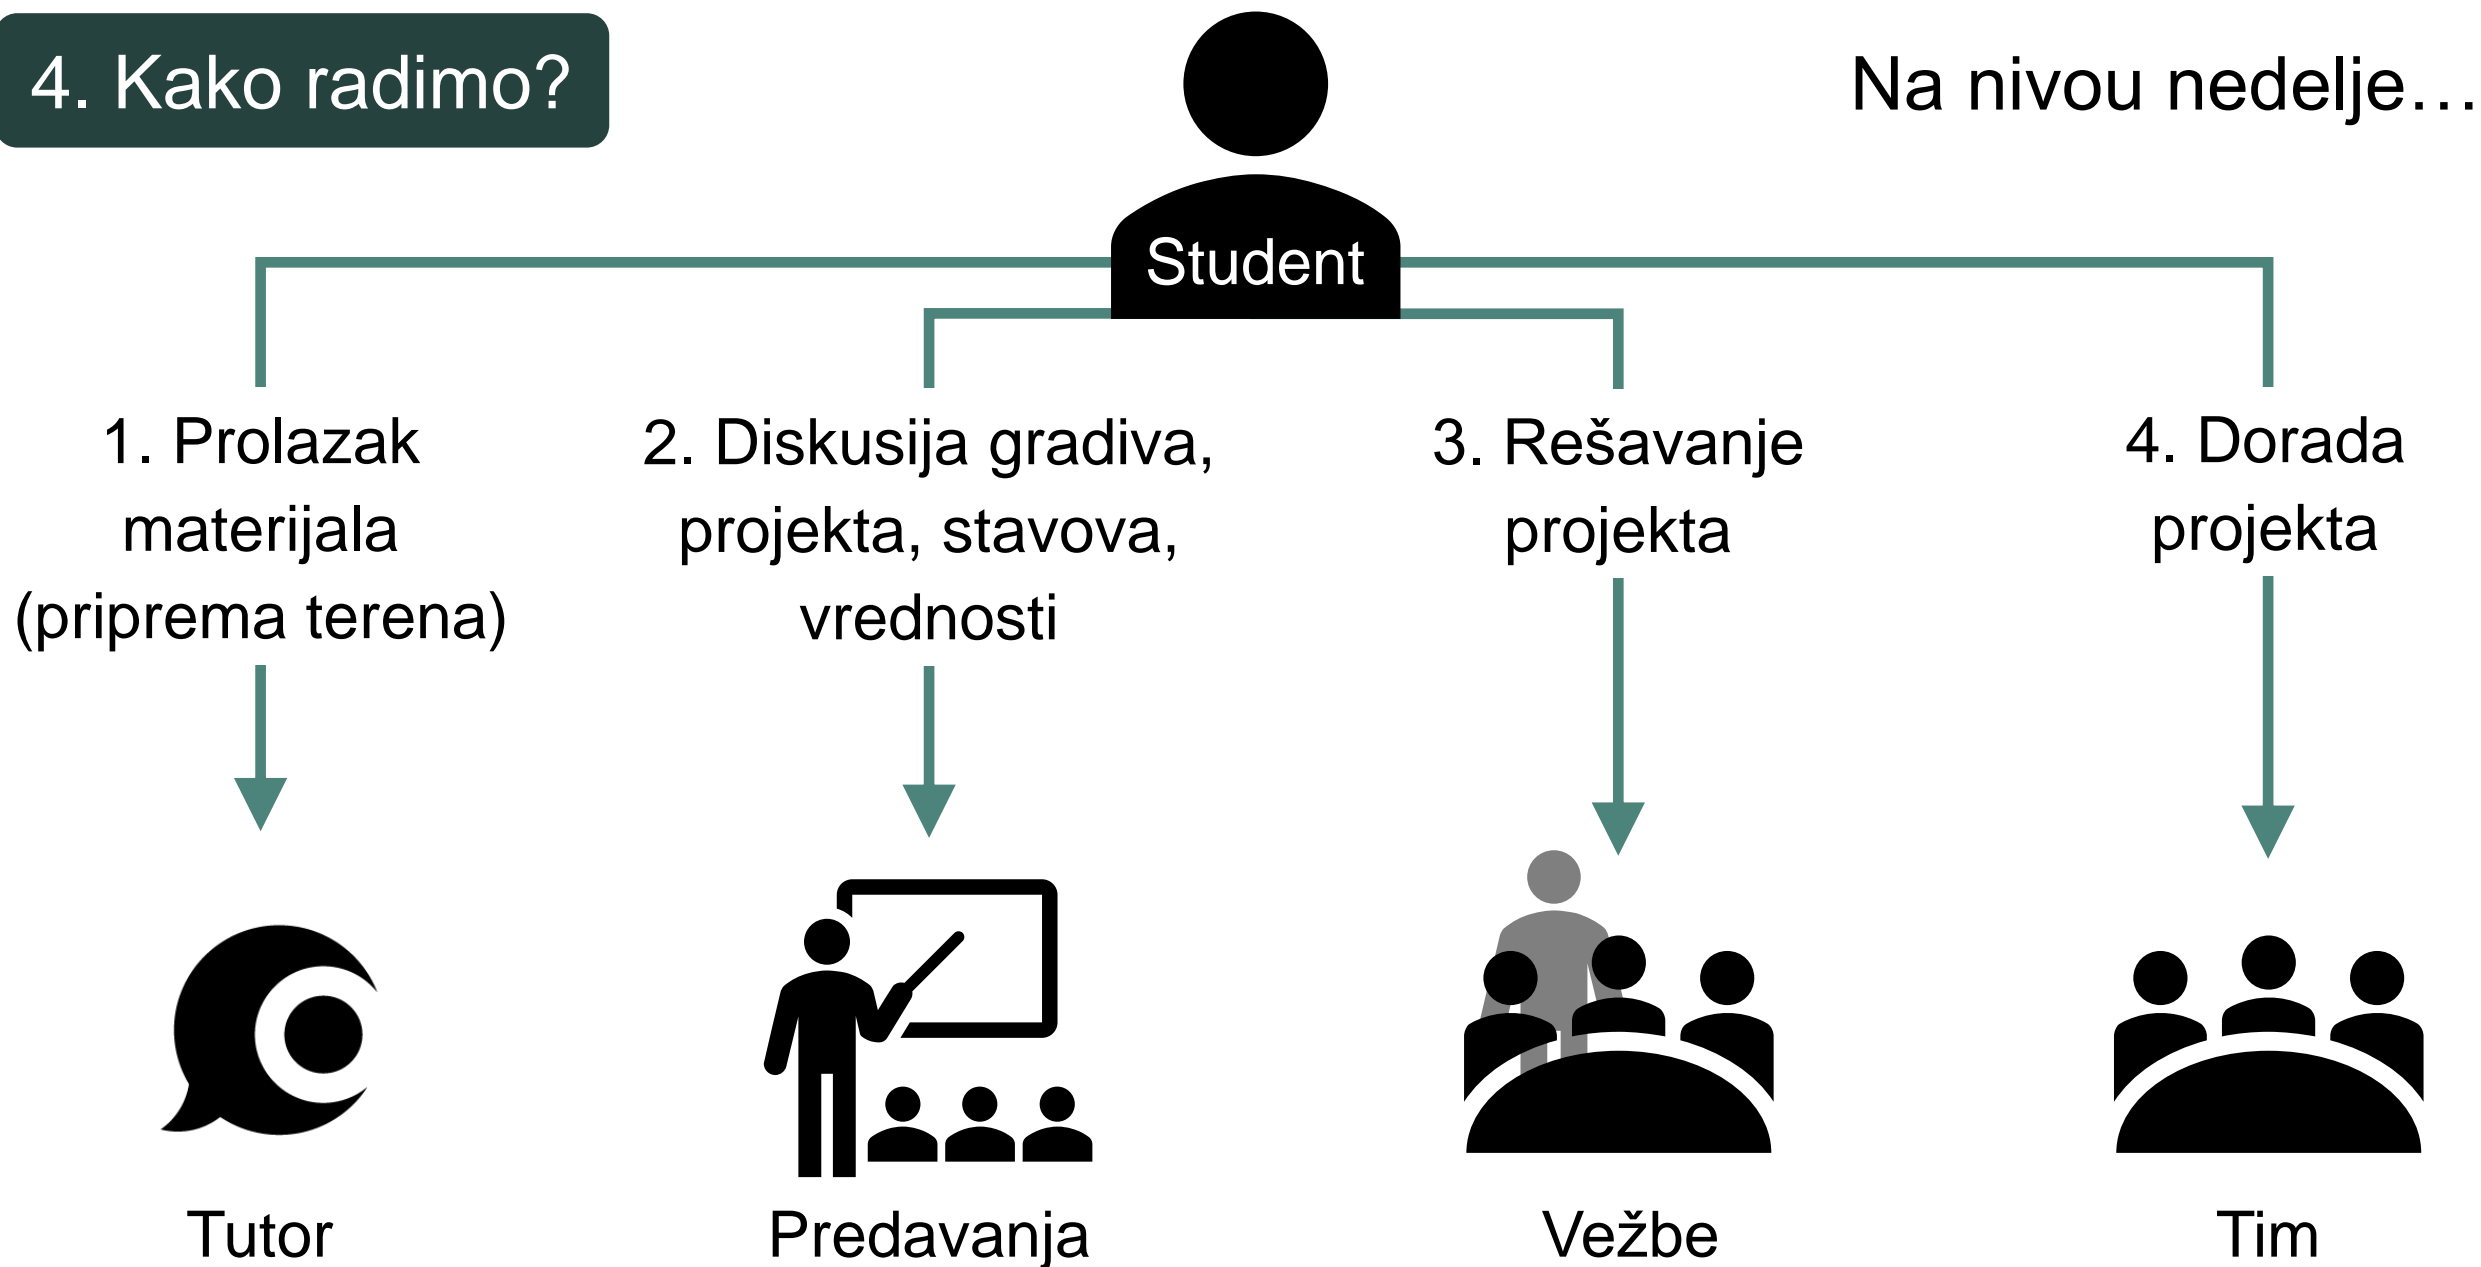 4. Kako radimo?
Na nivou nedelje…
Student
1. Prolazak
materijala
(priprema terena)
2. Diskusija gradiva,
projekta, stavova,
vrednosti
3. Rešavanje
projekta
4. Dorada
projekta
Tutor
Predavanja
Vežbe
Tim